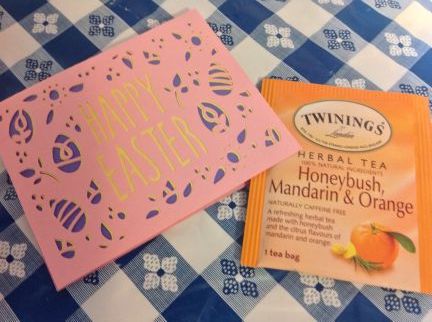 HAPPY
EASTER
TWININGS
London
HERBAL TEA
100% NATURAL INGREDIENTS
Honeybush,
Mandarin & Orange
NATURALLY CAFFEINE FREE
A refreshing herbal tea
made with honeybush
and the citrus flavours of
mandarin and orange.
1 tea bag